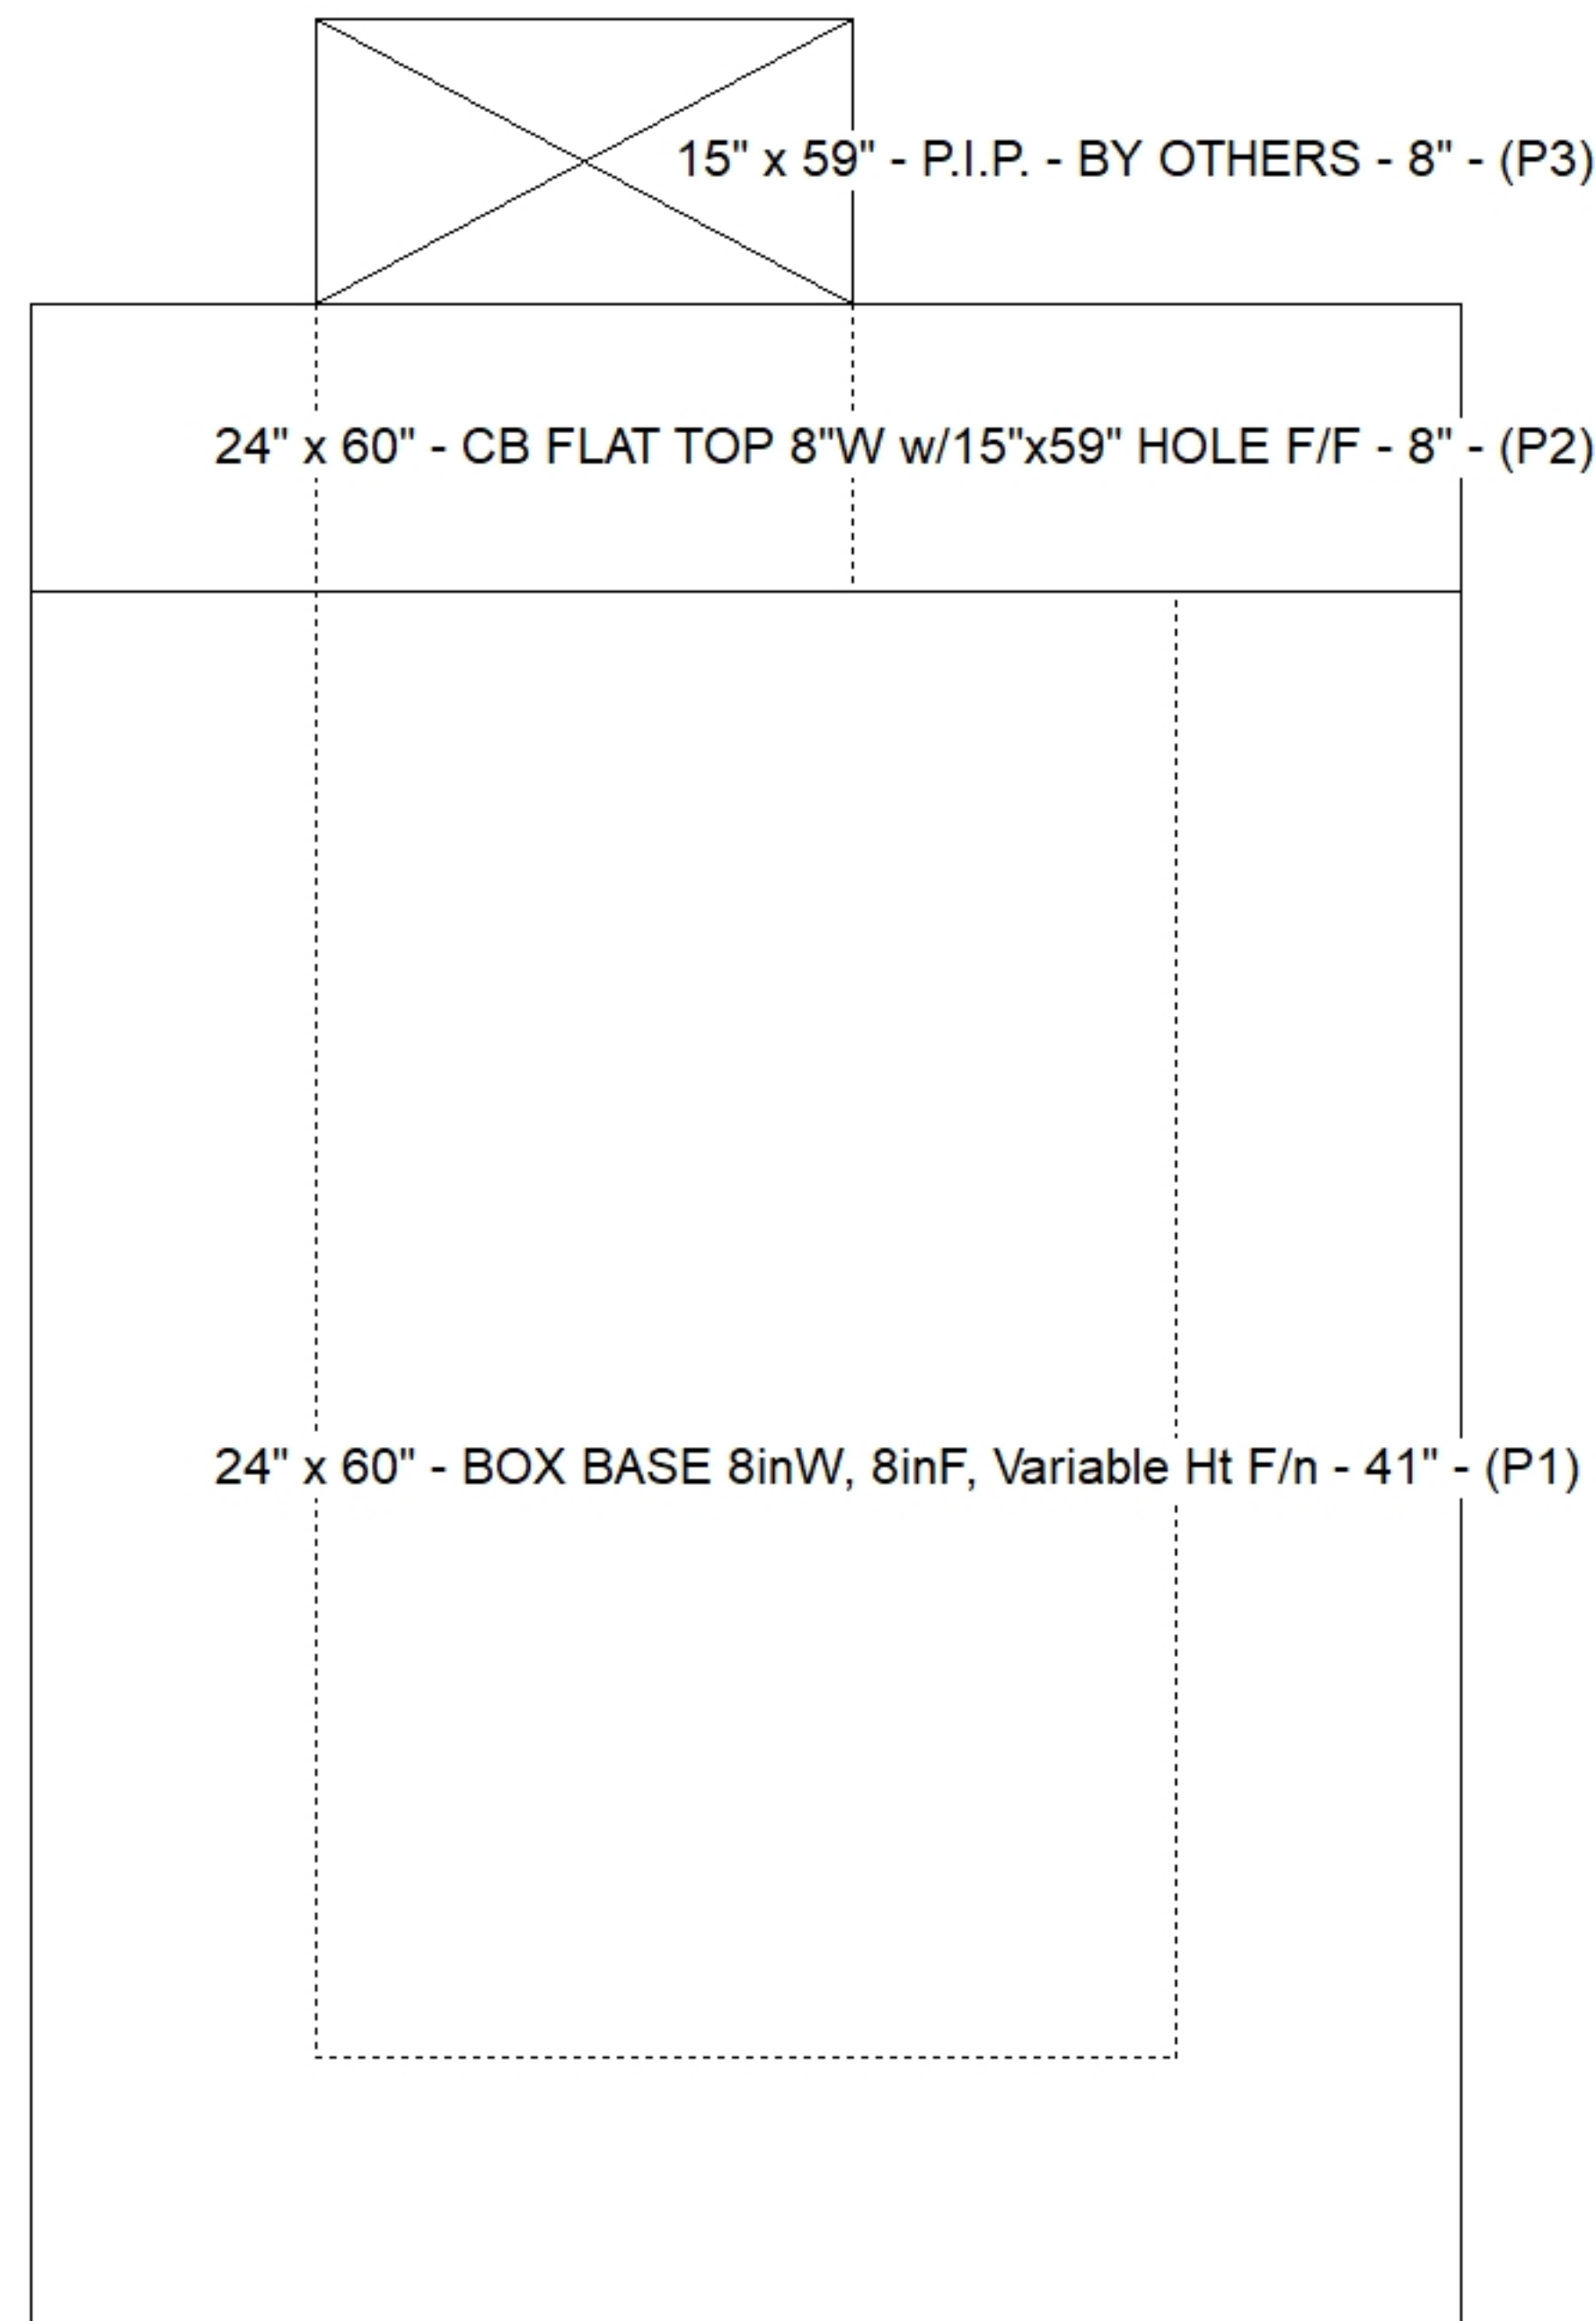 15" x 59" - P.I.P. - BY OTHERS - 8" - (P3)
24" x 60" - CB FLAT TOP 8"W w/15"x59" HOLE F/F - 8" - (P2)
24" x 60" - BOX BASE 8inW, 8inF, Variable Ht F/n - 41" - (P1)